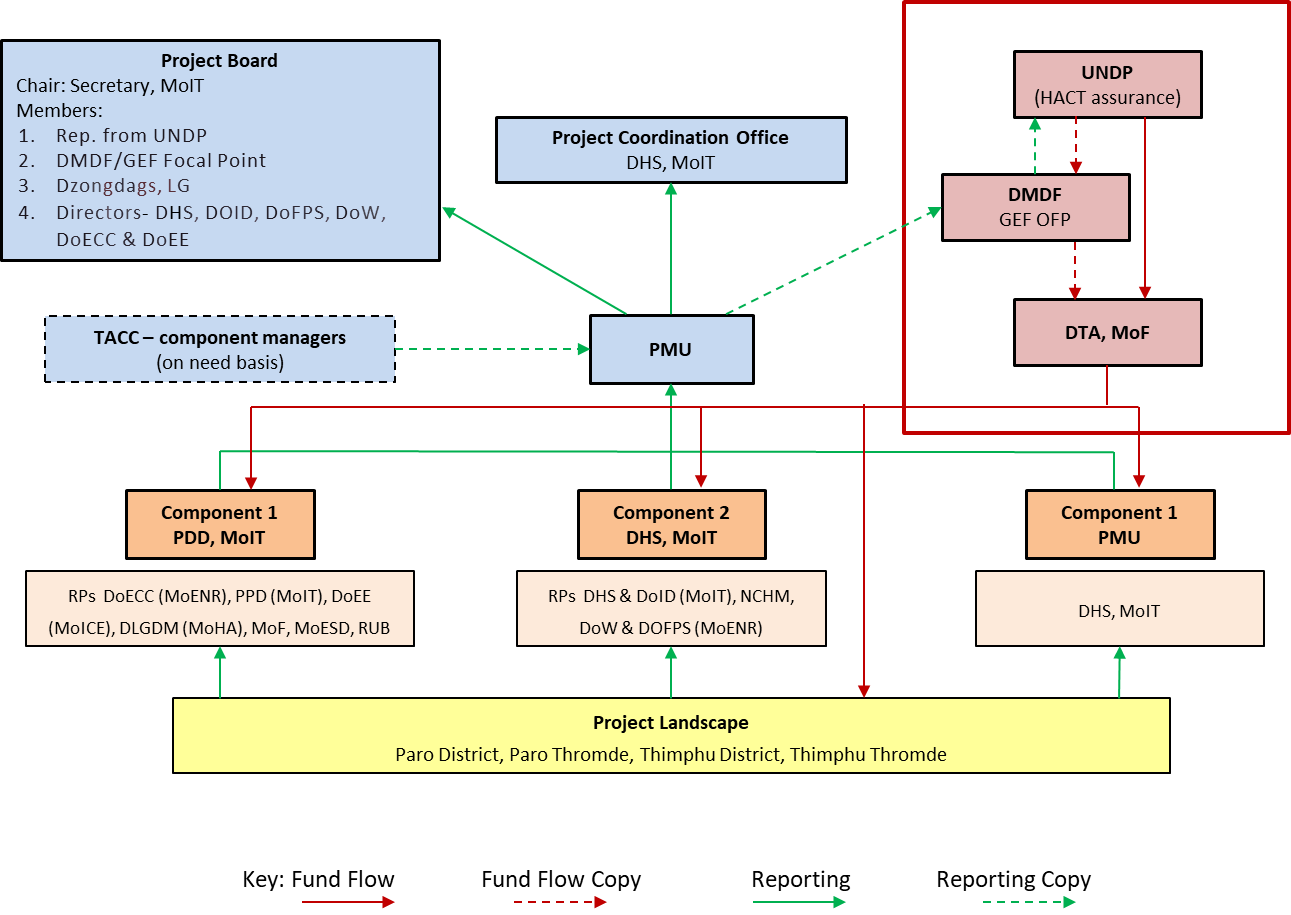 Project Board
Chair: Secretary, MoIT
Members:
1. Rep. from UNDP
2. DMDF/GEF Focal Point
3. Dzongdags, LG
4. Directors- DHS, DOID, DoFPS, DoW,
DoECC & DoEE
Project Coordination Office
DHS, MoIT
UNDP
(HACT assurance)
DMDF
GEF OFP
DTA, MoF
TACC – component managers
(on need basis)
PMU
Component 1
PDD, MoIT
Component 2
DHS, MoIT
Component 1
PMU
RPs DoECC (MoENR), PPD (MoIT), DoEE
(MoICE), DLGDM (MoHA), MoF, MoESD, RUB
RPs DHS & DoID (MoIT), NCHM,
DoW & DOFPS (MoENR)
DHS, MoIT
Project Landscape
Paro District, Paro Thromde, Thimphu District, Thimphu Thromde
Key: Fund Flow
Fund Flow Copy
Reporting
Reporting Copy